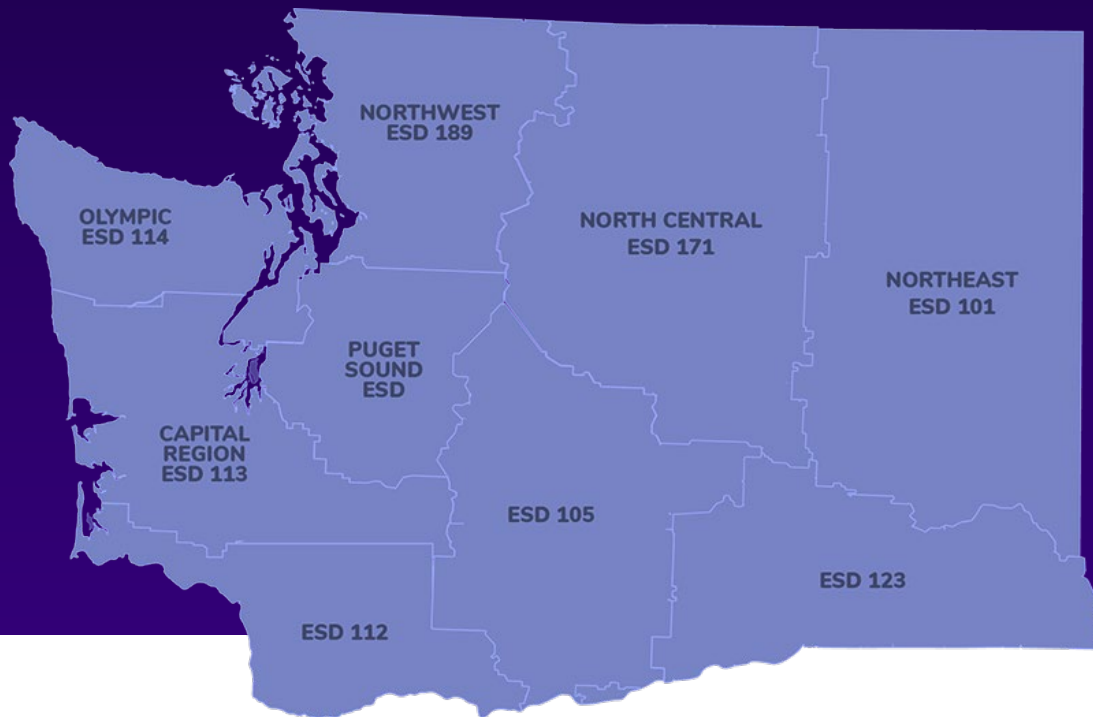 NORTHWEST
ESD 189
OLYMPIC
ESD 114
NORTH CENTRAL
ESD 171
NORTHEAST
ESD 101
PUGET
SOUND
ESD
CAPITAL
REGION
ESD 113
ESD 105
ESD 123
ESD 112